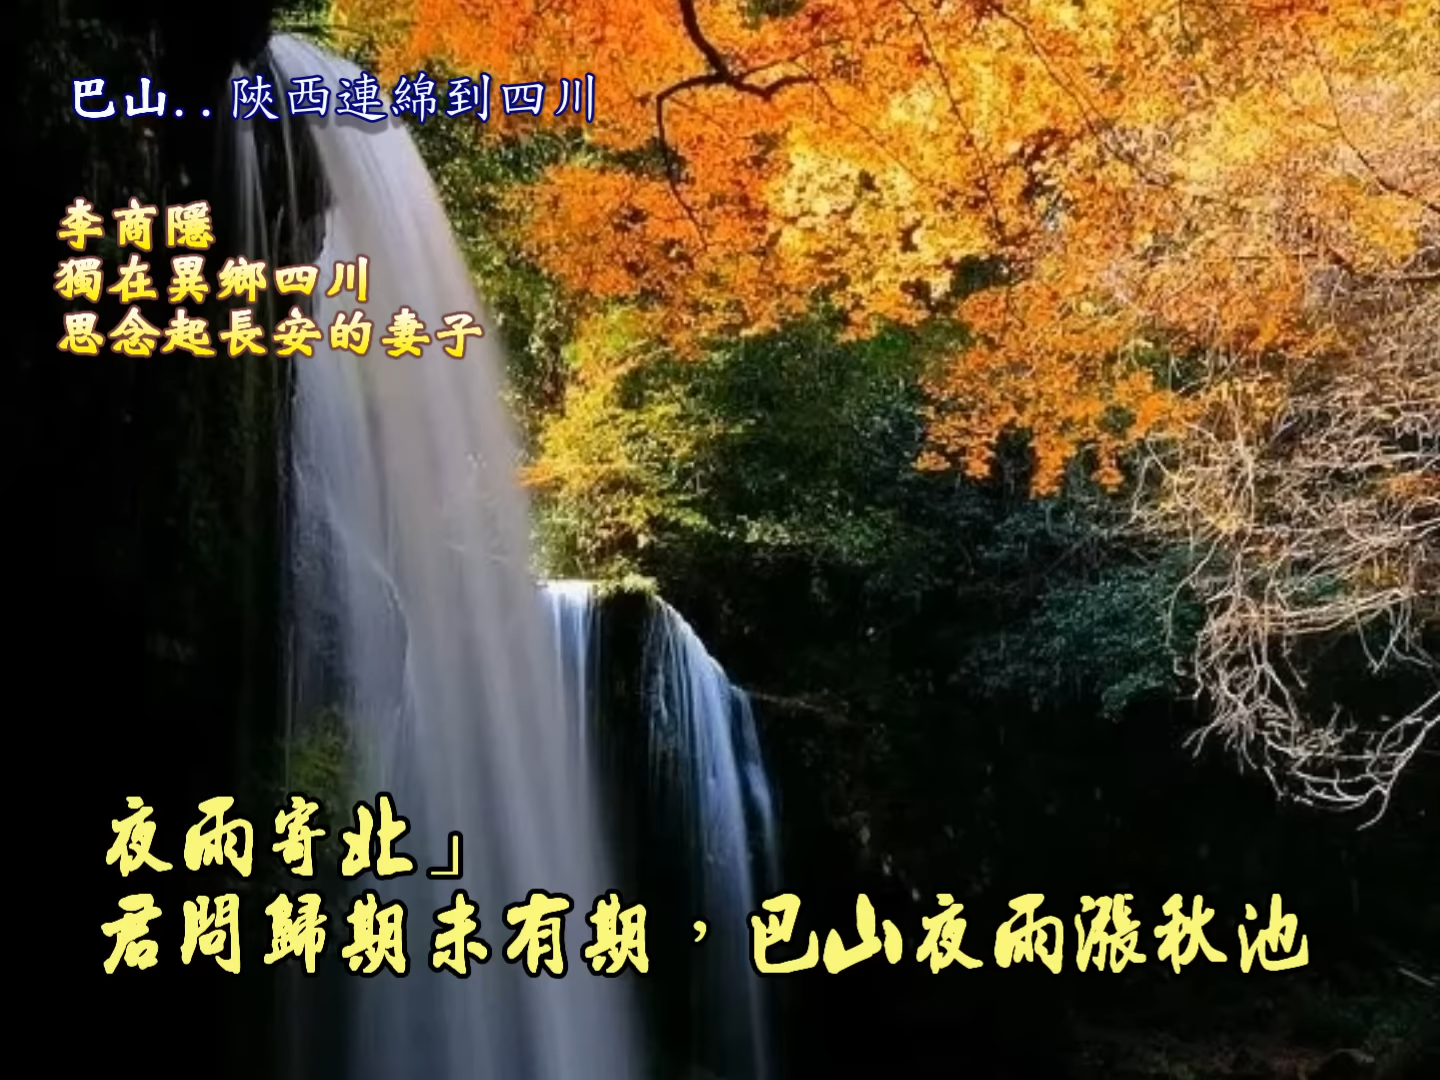 巴山..陝西連綿到四川
李商隱
獨在異鄉四川
思念起長安的妻子
夜雨寄北」
君問歸期未有期，巴山夜雨漲秋池